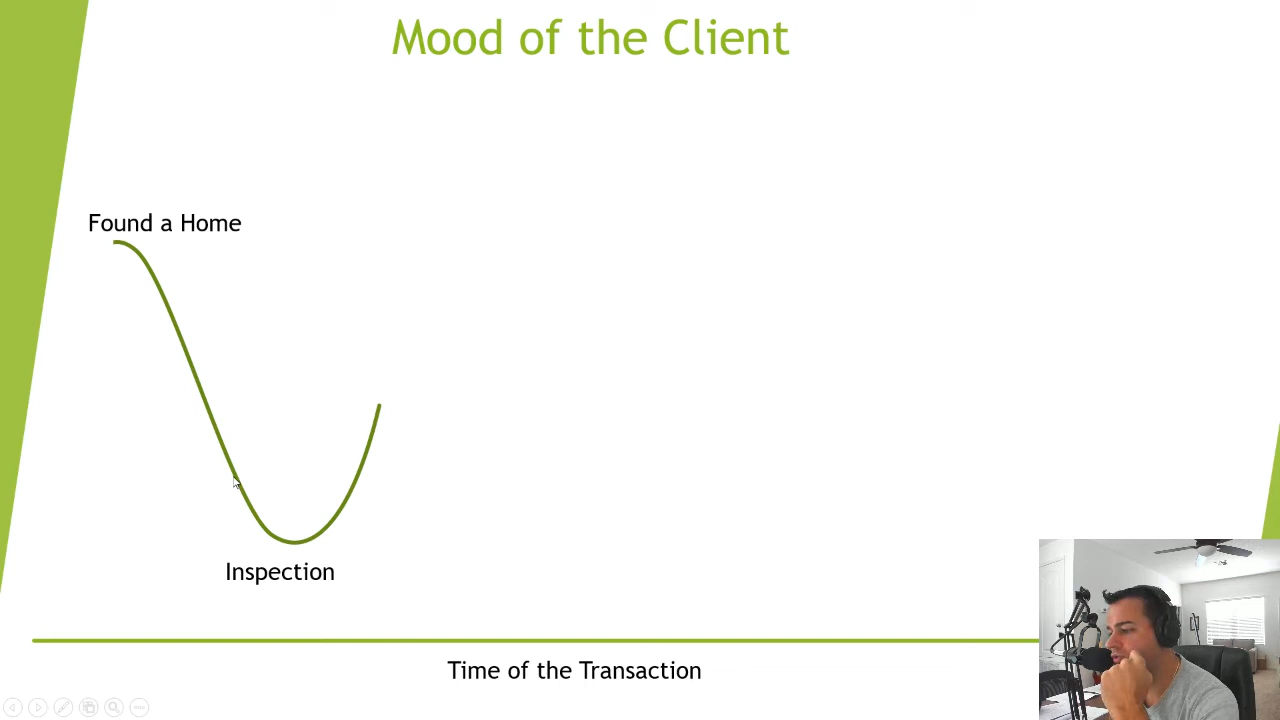 Mood of the Client
Found a Home
Inspection
Time of the Transaction